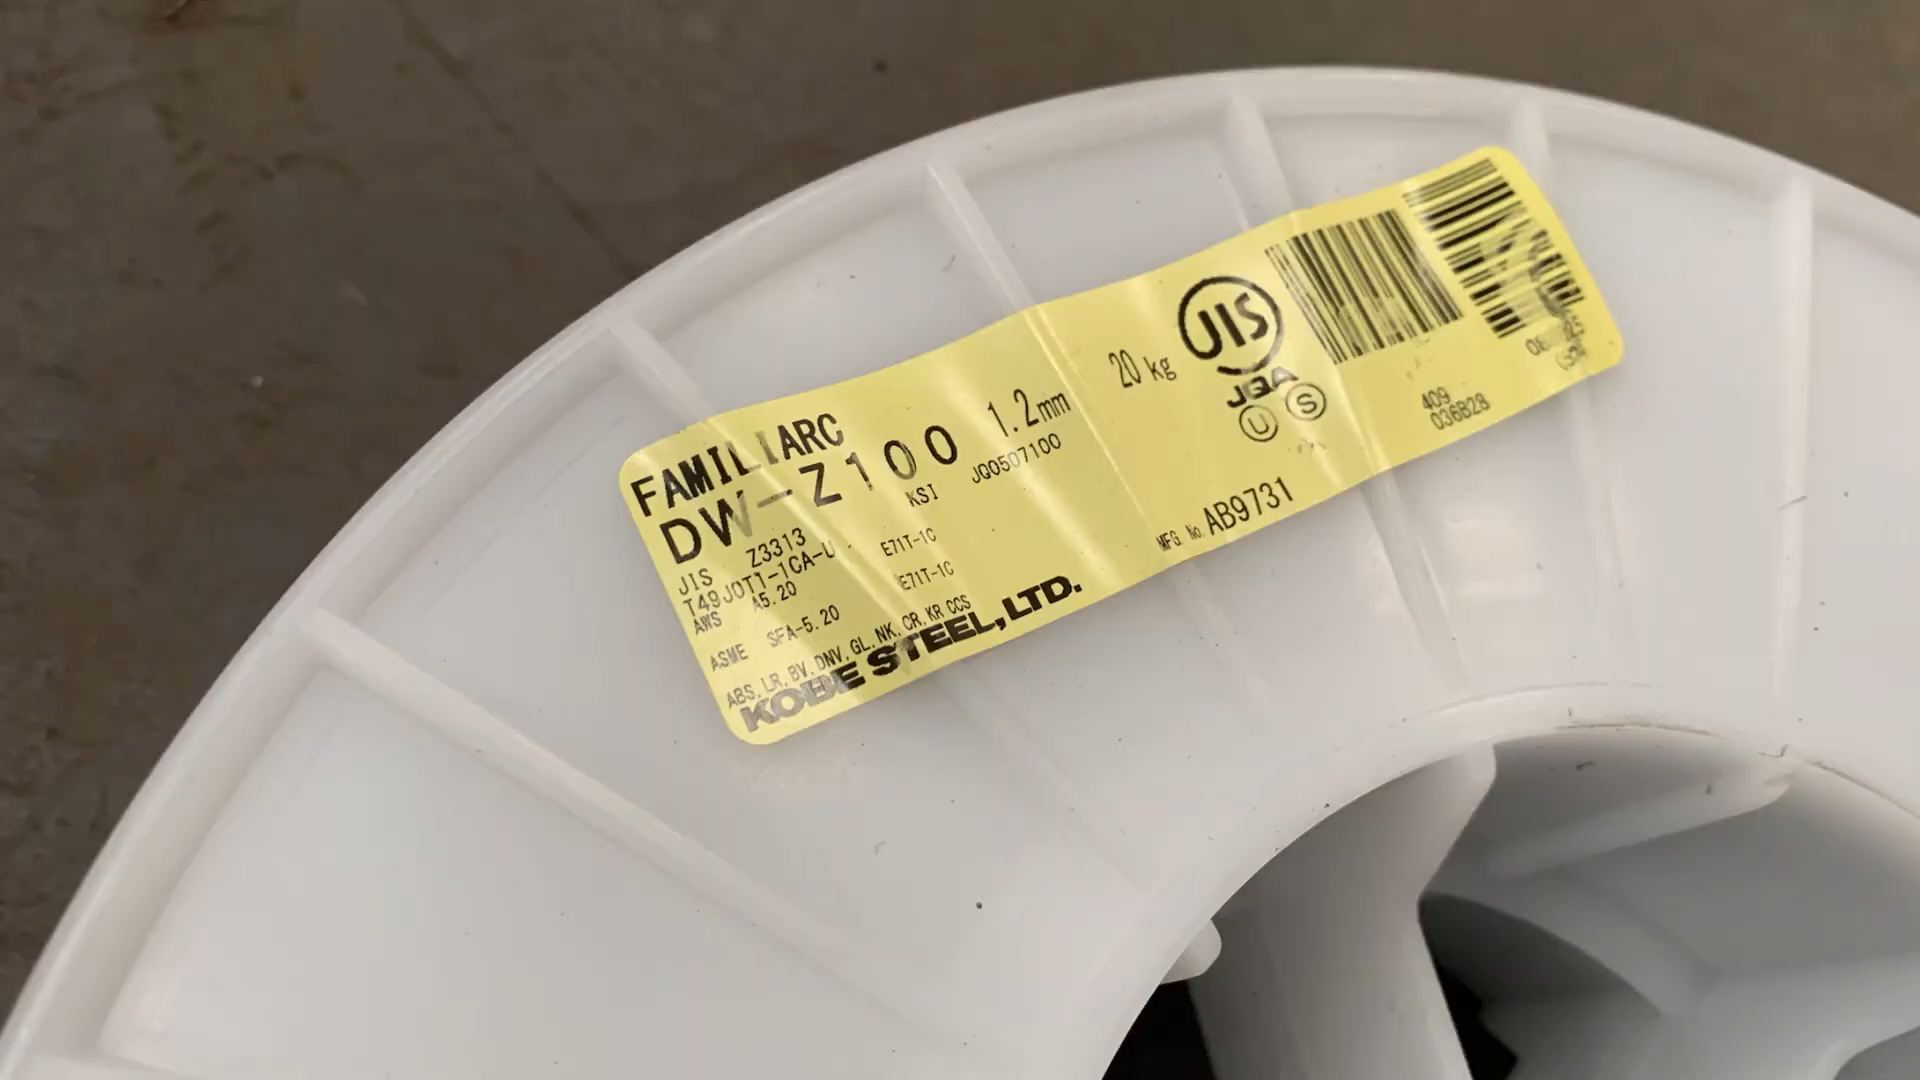 FAMILIARC
DW-Z100 1.2mm 20 kg
KSI JQ0507100
JIS Z3313
T49J0T1-1CA-U E71T-1C
AWS A5.20
E71T-1C
ASME SFA-5.20
ABS, LR, BV, DNV, GL, NK, CR, KR CCS
KOBE STEEL, LTD.
MFG No. AB9731
JIS
JQA
U S
409
036B28